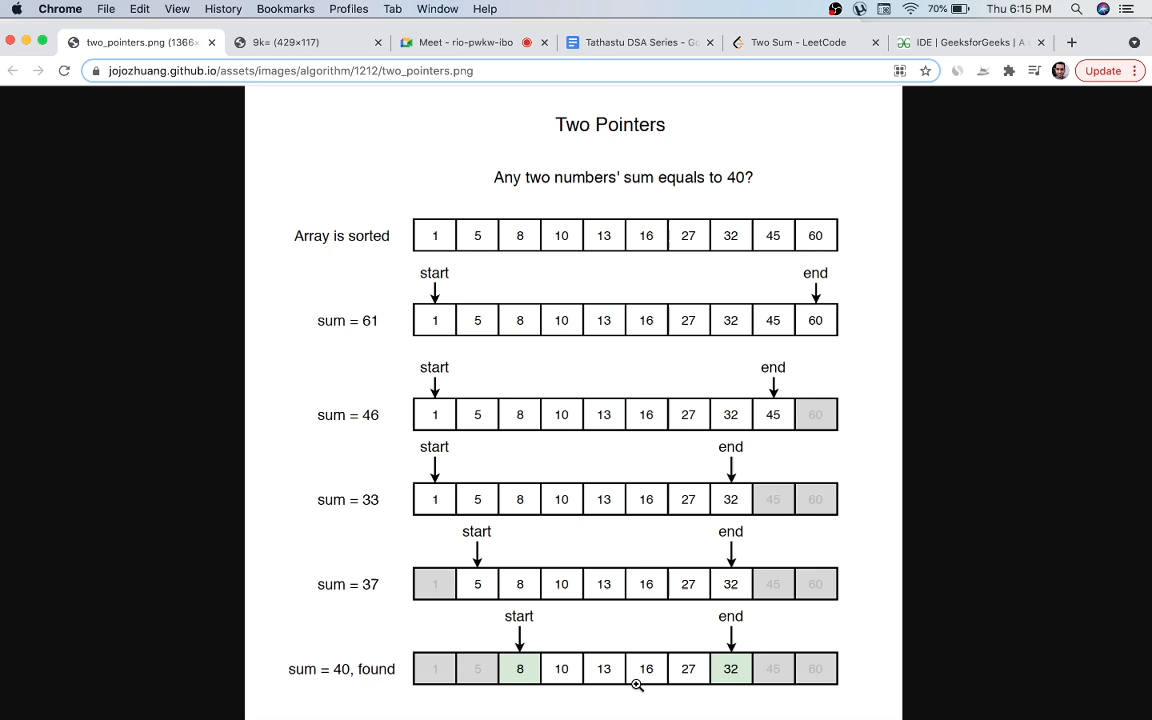 Chrome File Edit View History Bookmarks Profiles Tab Window Help 70% Thu 6:15 PM
two_pointers.png (1366× 9k= (429×117) Meet - rio-pwkw-ibo Tathastu DSA Series - Go Two Sum - LeetCode IDE | GeeksforGeeks | A c
jojozhuang.github.io/assets/images/algorithm/1212/two_pointers.png Update
Two Pointers
Any two numbers' sum equals to 40?
Array is sorted 1 5 8 10 13 16 27 32 45 60
start end
sum = 61 1 5 8 10 13 16 27 32 45 60
start end
sum = 46 1 5 8 10 13 16 27 32 45 60
start end
sum = 33 1 5 8 10 13 16 27 32 45 60
start end
sum = 37 1 5 8 10 13 16 27 32 45 60
start end
sum = 40, found 1 5 8 10 13 16 27 32 45 60